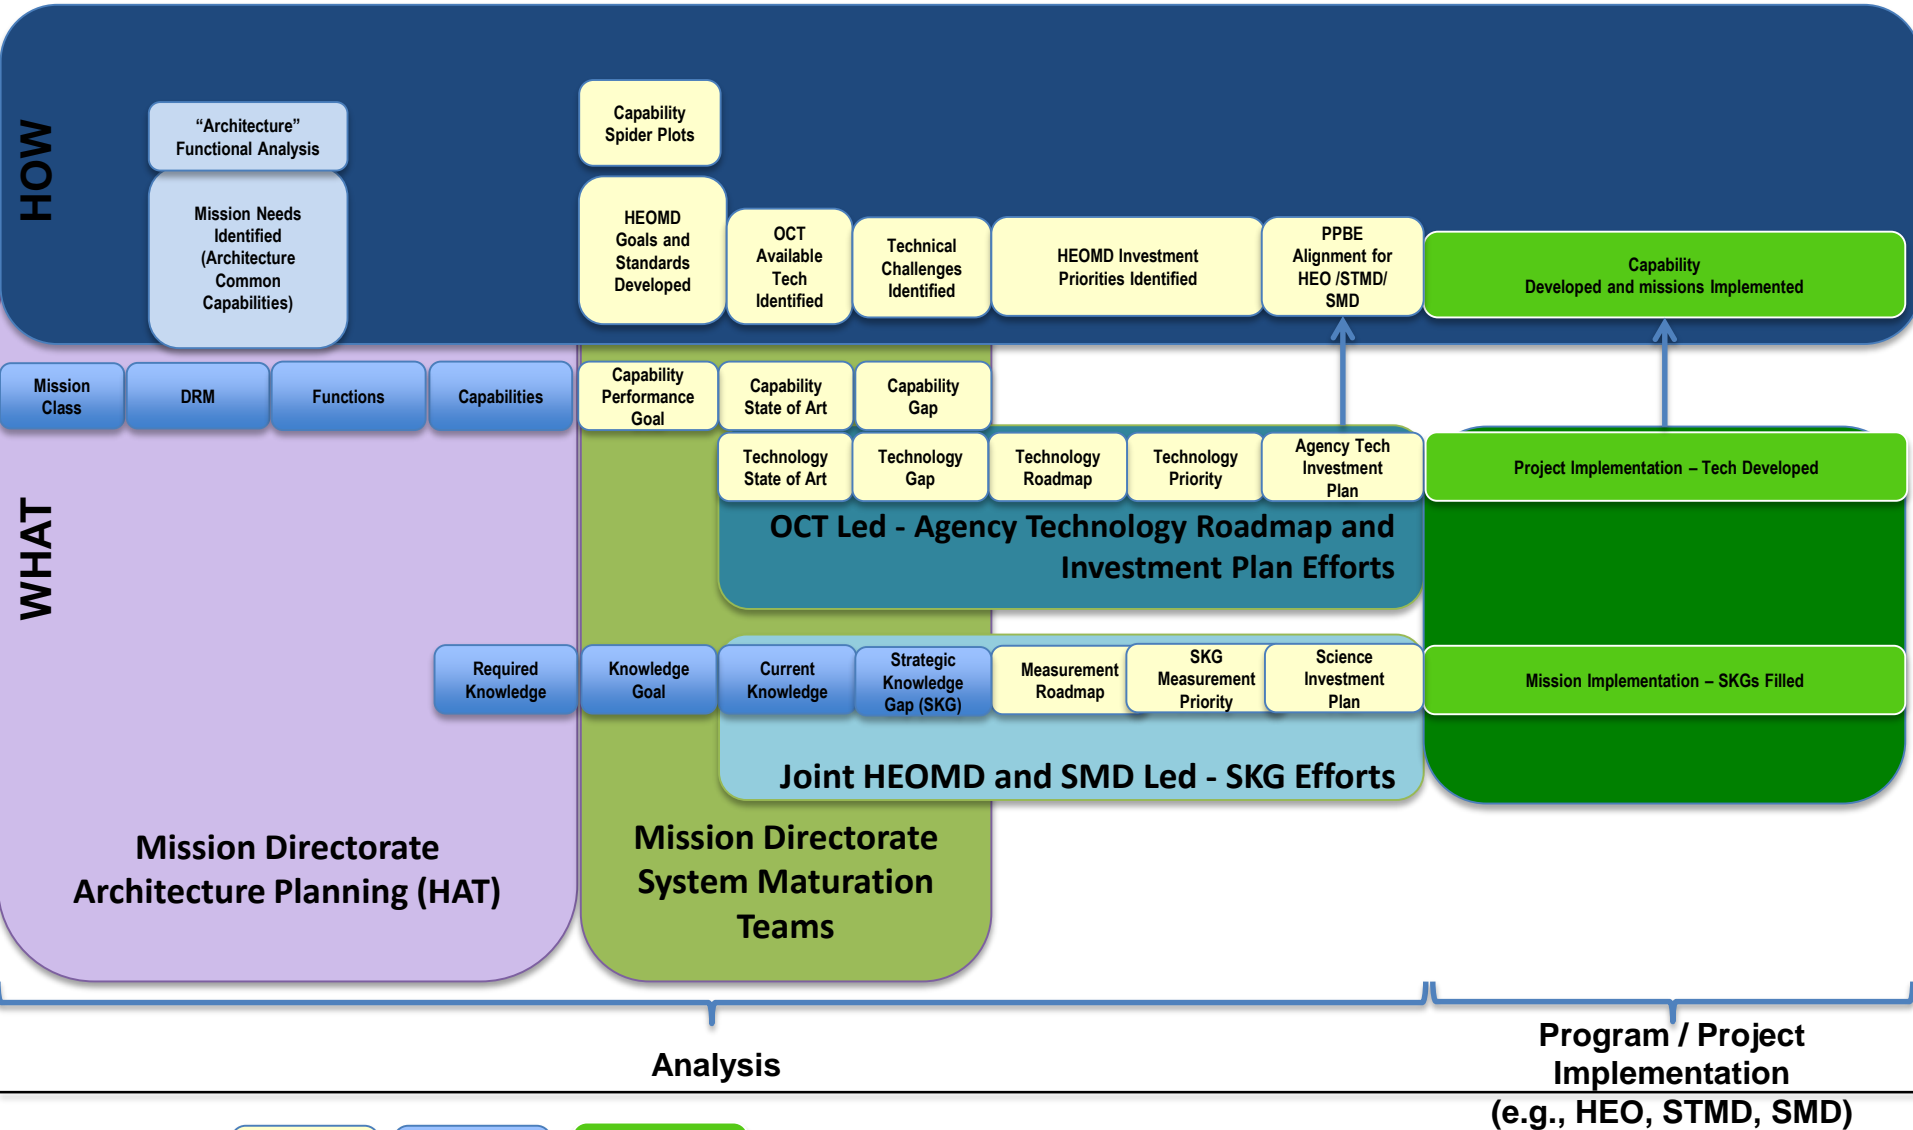 HOW
“Architecture”
Functional Analysis
Mission Needs
Identified
(Architecture
Common
Capabilities)
Capability
Spider Plots
HEOMD
Goals and
Standards
Developed
OCT
Available
Tech
Identified
Technical
Challenges
Identified
HEOMD Investment
Priorities Identified
PPBE
Alignment for
HEO /STMD/
SMD
Capability
Developed and missions Implemented
WHAT
Mission
Class
DRM
Functions
Capabilities
Capability
Performance
Goal
Capability
State of Art
Capability
Gap
Technology
State of Art
Technology
Gap
Technology
Roadmap
Technology
Priority
Agency Tech
Investment
Plan
Project Implementation – Tech Developed
OCT Led - Agency Technology Roadmap and
Investment Plan Efforts
Required
Knowledge
Knowledge
Goal
Current
Knowledge
Strategic
Knowledge
Gap (SKG)
Measurement
Roadmap
SKG
Measurement
Priority
Science
Investment
Plan
Mission Implementation – SKGs Filled
Joint HEOMD and SMD Led - SKG Efforts
Mission Directorate
Architecture Planning (HAT)
Mission Directorate
System Maturation
Teams
Analysis
Program / Project
Implementation
(e.g., HEO, STMD, SMD)